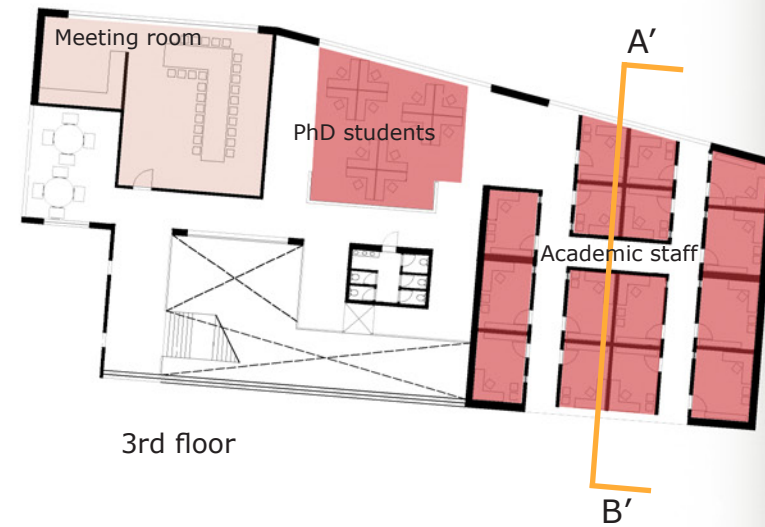 Meeting room
A’
PhD students
Academic staff
3rd floor
B’